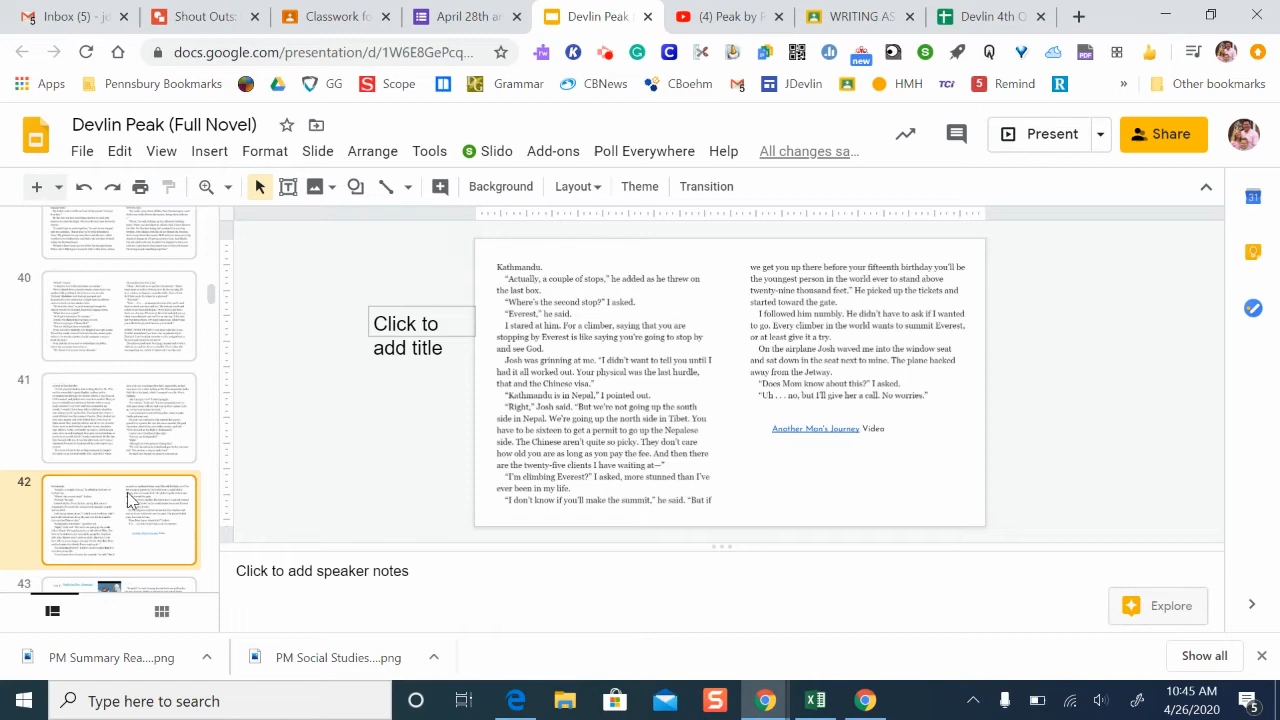 Inbox (5)
Shout Outs
Classwork fo
April 28th a
Devlin Peak
(4) Peak by
WRSAS
Devlin 4th Q
docs.google.com/presentation/d/1W6E8GePcq...
Apps
Pennsbury Bookmarks
GG
Scope
Grammar
CBNews
Boehm
JDevlin
HMH
TCi
Remind
Other bookmarks
Devlin Peak (Full Novel)
File Edit View Insert Format Slide Arrange Tools Slido Add-ons Poll Everywhere Help All changes sa...
Present
Share
Background Layout Theme Transition
40
41
42
43
Click to
add title
Kathmandu.
“Actually, a couple of stops,” he added as he threw on
the last box.
“Where’s the second stop?” I asked.
“Everest,” he said.
I stared at him. For a climber, saying that you are
stopping by Everest is like saying you’re going to stop by
and see God.
Josh was grinning at me. “I didn’t want to tell you until I
had it all worked out. Your physical was the last hurdle,
that and the Chinese visa.”
“Kathmandu is in Nepal,” I pointed out.
“Right,” Josh said. “But we’re not going up the south
side in Nepal. We’re going up the north side in Tibet. You
have to be sixteen to get a permit to go up the Nepalese
side. The Chinese aren’t quite so picky. They don’t care
how old you are as long as you pay the fee. And then there
are the twenty-five clients I have waiting at—”
“I’m climbing Everest?” I asked, more stunned than I’ve
ever been in my life.
“I don’t know if you’ll make the summit,” he said. “But if
we get you up there before your fifteenth birthday you’ll be
the youngest person in the world ever to stand above
twenty-nine thousand feet.” He picked up the tickets and
started toward the gate.
I followed him numbly. He didn’t have to ask if I wanted
to go. Every climber in the world wants to summit Everest,
or at least give it a try.
On the airplane Josh waved me into the window seat
and sat down in the seat next to mine. The plane backed
away from the Jetway.
“Does Mom know about this?” I asked.
“Uh . . . no, but I’ll give her a call. No worries.”
Another Man's Journey Video
Click to add speaker notes
Explore
PM Summary Rea....png
PM Social Studies....png
Show all
Type here to search
10:45 AM
4/26/2020